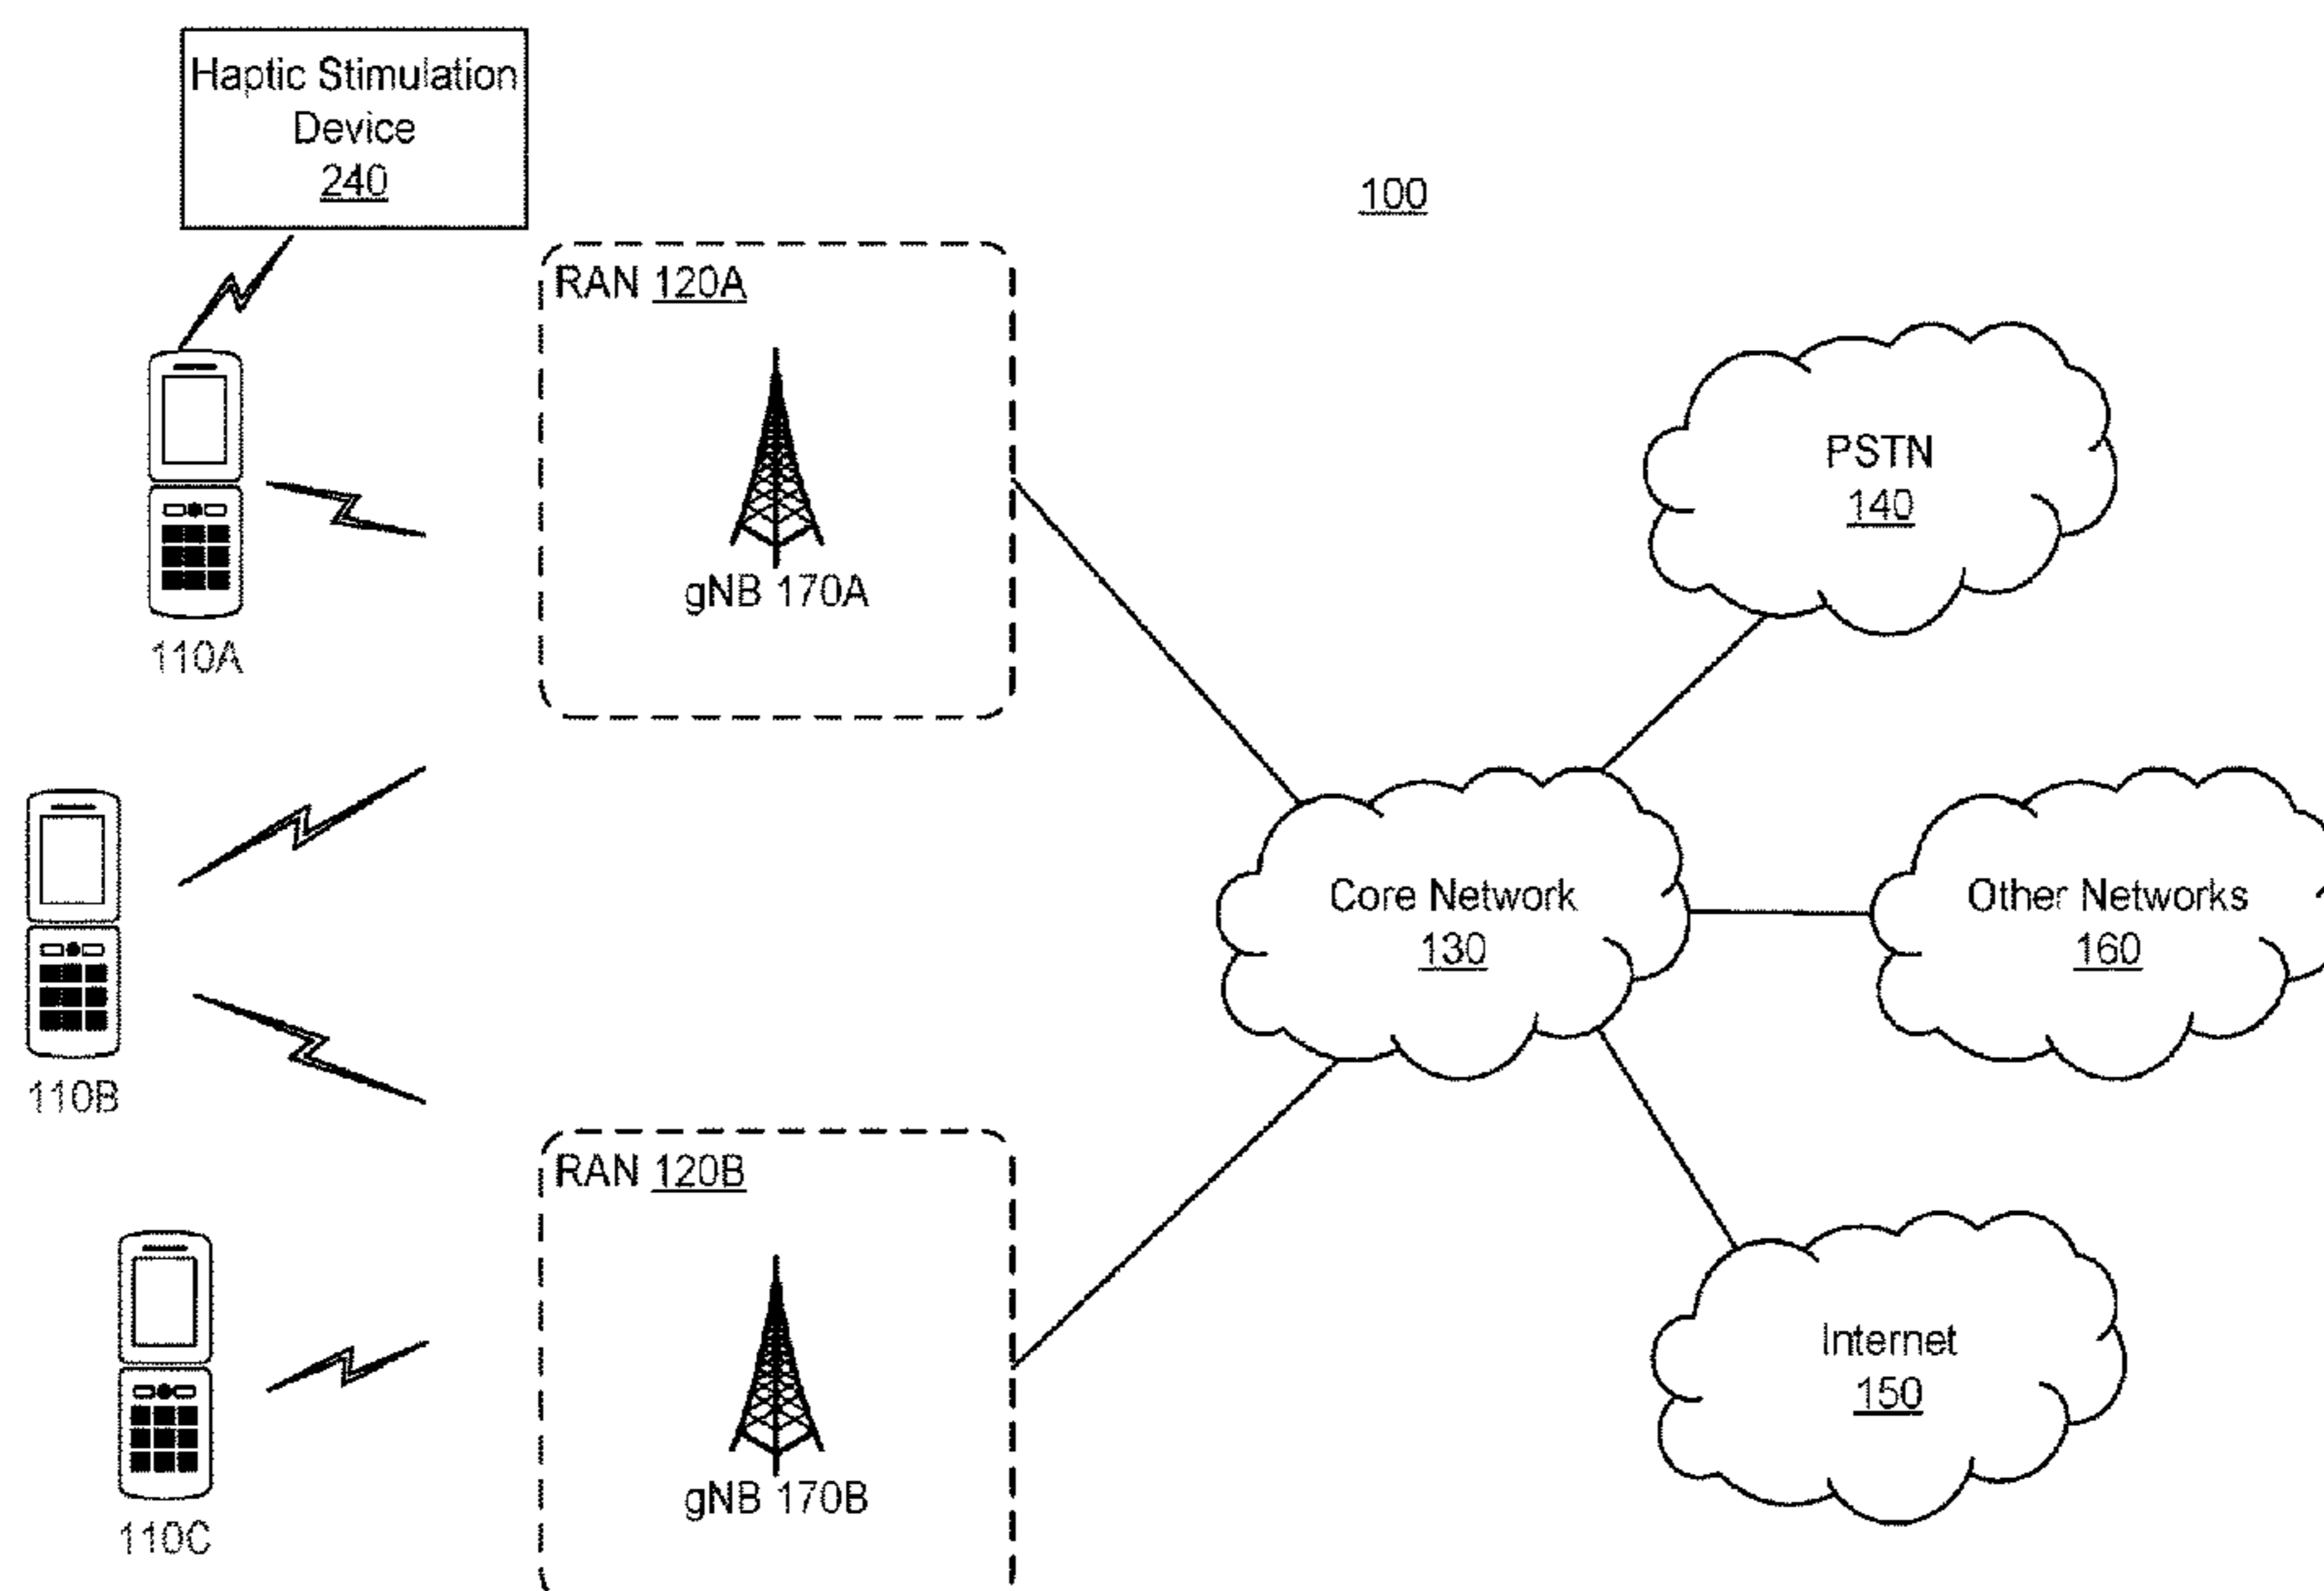 Haptic Stimulation
Device
240
100
RAN 120A
gNB 170A
110A
PSTN
140
110B
Core Network
130
Other Networks
160
RAN 120B
gNB 170B
110C
Internet
150